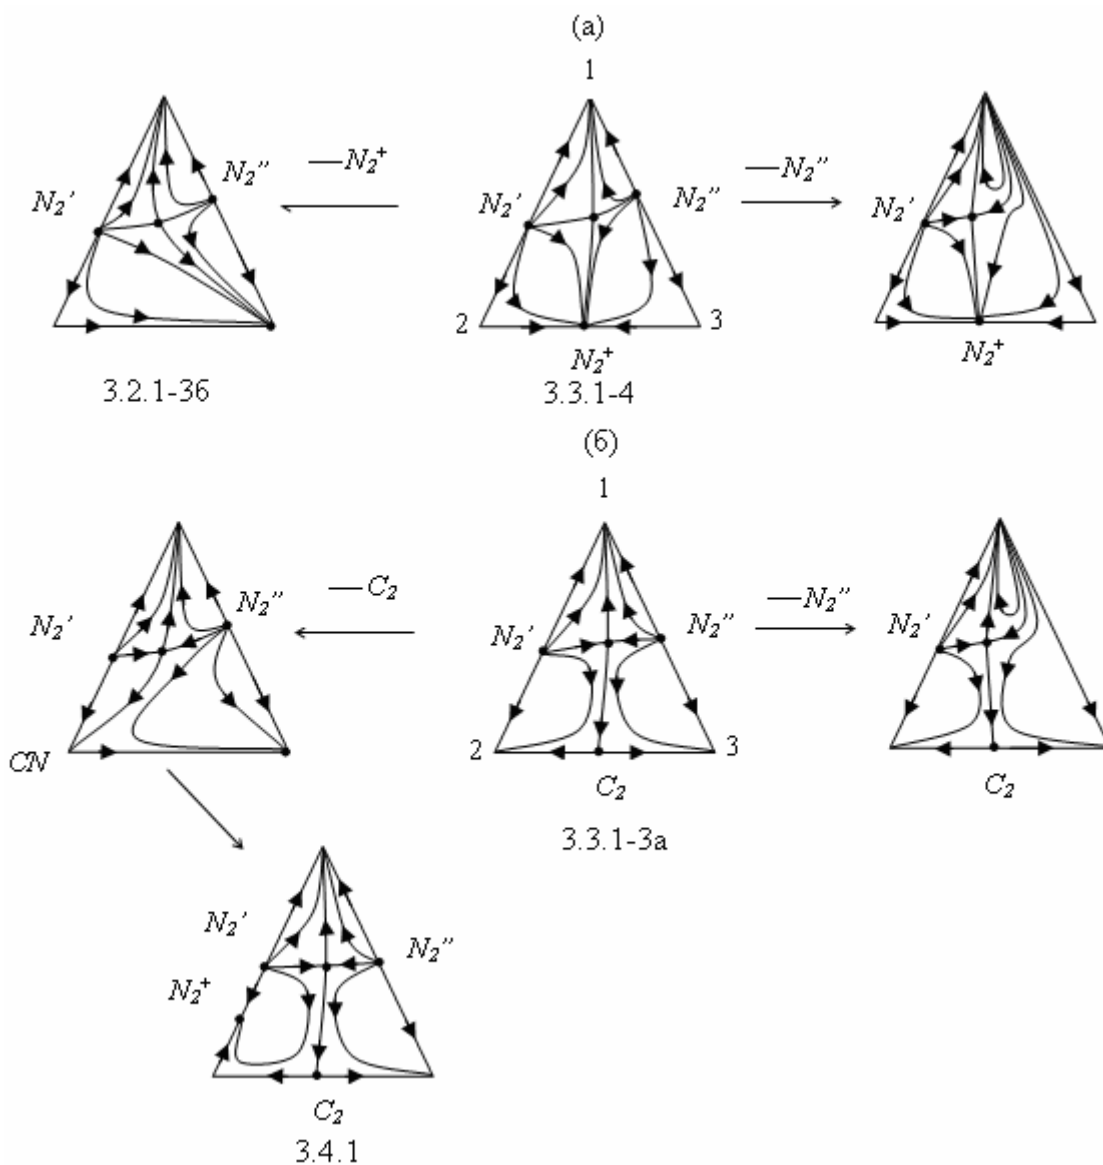 (а)
1
N₂'
N₂''
—N₂⁺
N₂'
N₂''
—N₂''
N₂'
2
3
N₂⁺
N₂⁺
3.2.1-36
3.3.1-4
(б)
1
N₂'
N₂''
—C₂
N₂'
N₂''
—N₂''
N₂'
CN
2
3
C₂
C₂
3.3.1-3а
N₂'
N₂''
N₂⁺
C₂
3.4.1